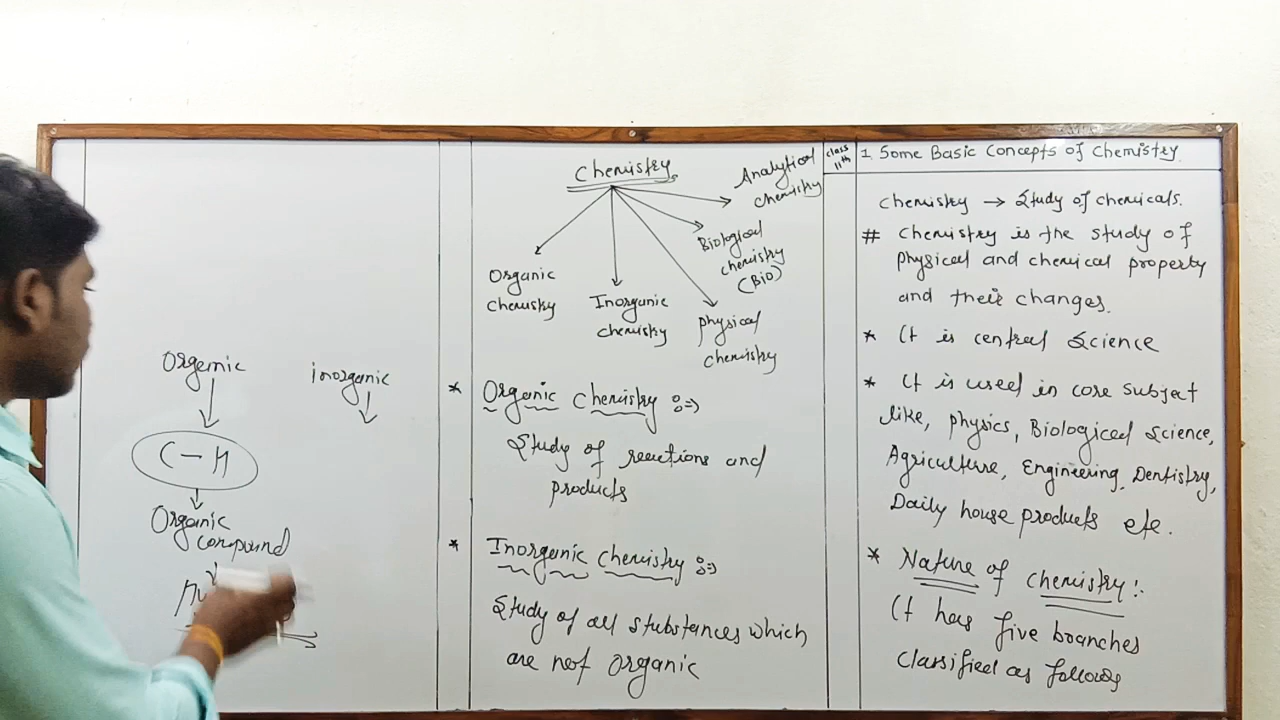 Class 11th
1. Some Basic Concepts of Chemistry.
Chemistry → Study of chemicals.
# Chemistry is the study of
physical and chemical property
and their changes.
* It is central Science
* It is used in core subject
like, physics, Biological Science,
Agriculture, Engineering, Dentistry,
Daily house products etc.
* Nature of chemistry:.
It has five branches
classified as follows
Chemistry
Analytical
chemistry
Biological
chemistry
(Bio)
Organic
chemistry
Inorganic
chemistry
physical
chemistry
* Organic chemistry
Study of reactions and
products
* Inorganic chemistry
Study of all stubstances which
are not organic
Organic
inorganic
C–H
Organic
compound